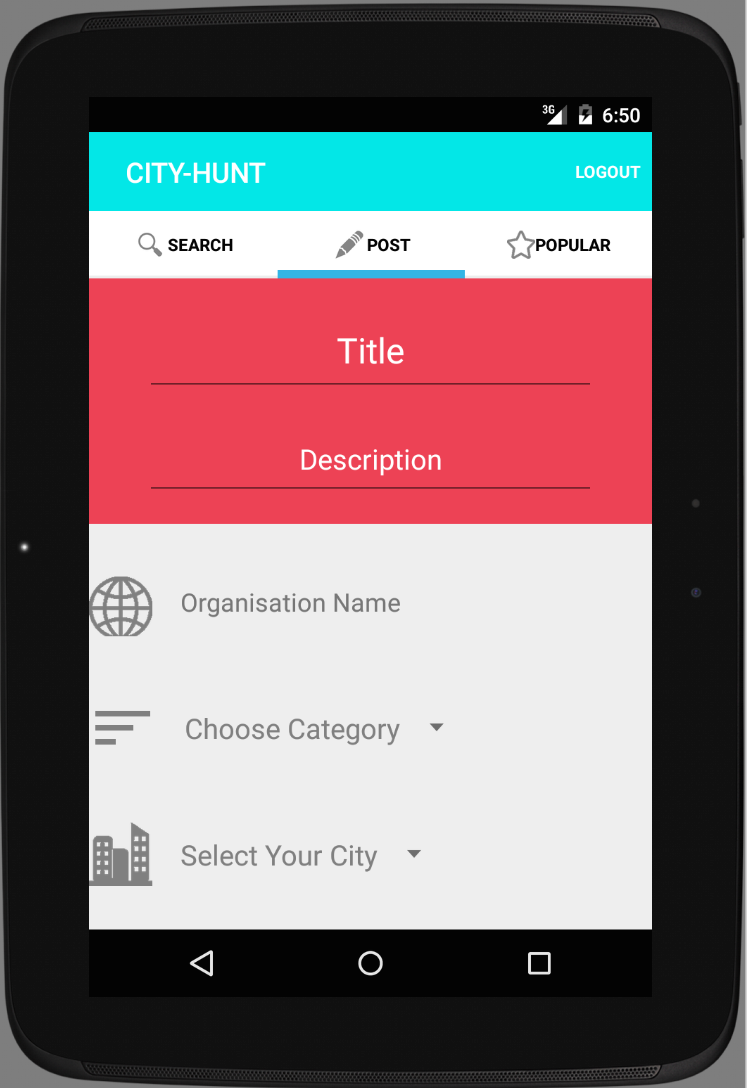 3G 6:50
CITY-HUNT LOGOUT
SEARCH POST POPULAR
Title
Description
Organisation Name
Choose Category
Select Your City